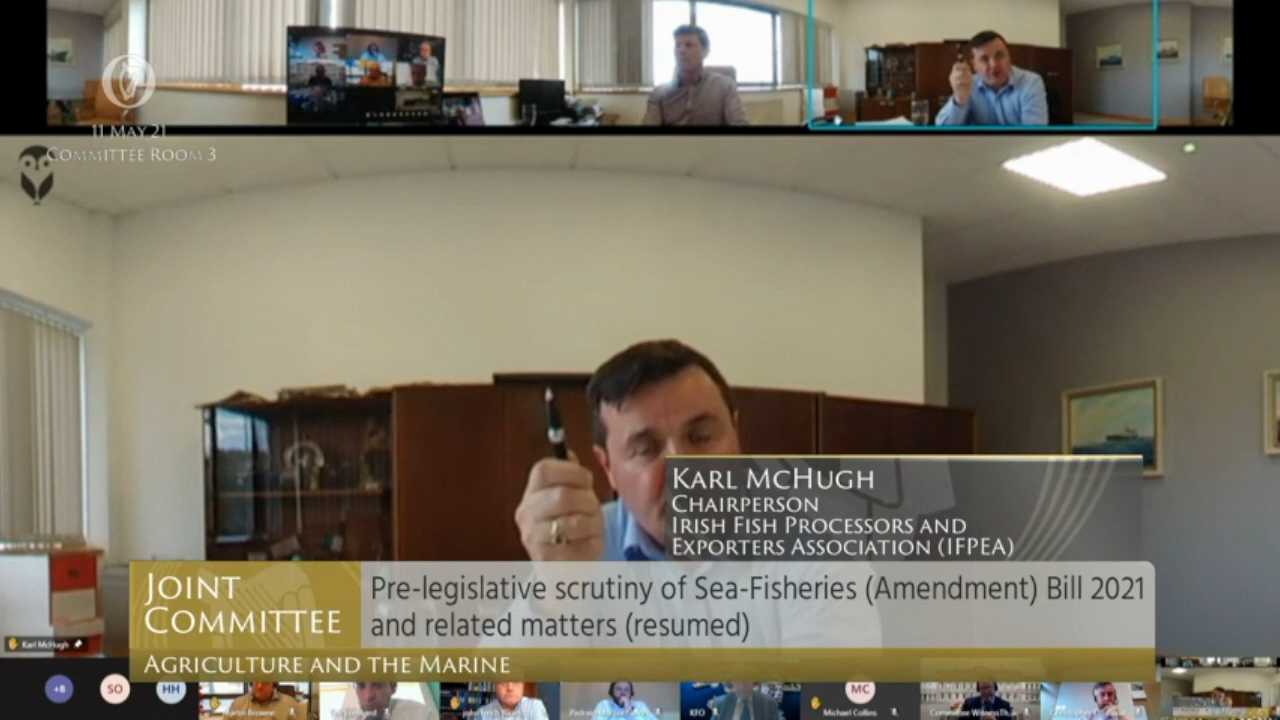 11 May 21
Committee Room 3
Karl McHugh
Chairperson
Irish Fish Processors and
Exporters Association (IFPEA)
Joint
Committee
Pre-legislative scrutiny of Sea-Fisheries (Amendment) Bill 2021
and related matters (resumed)
Agriculture and the Marine
Karl McHugh
+8
SO
HH
MC
Martin Browne
KFO
Michael Collins